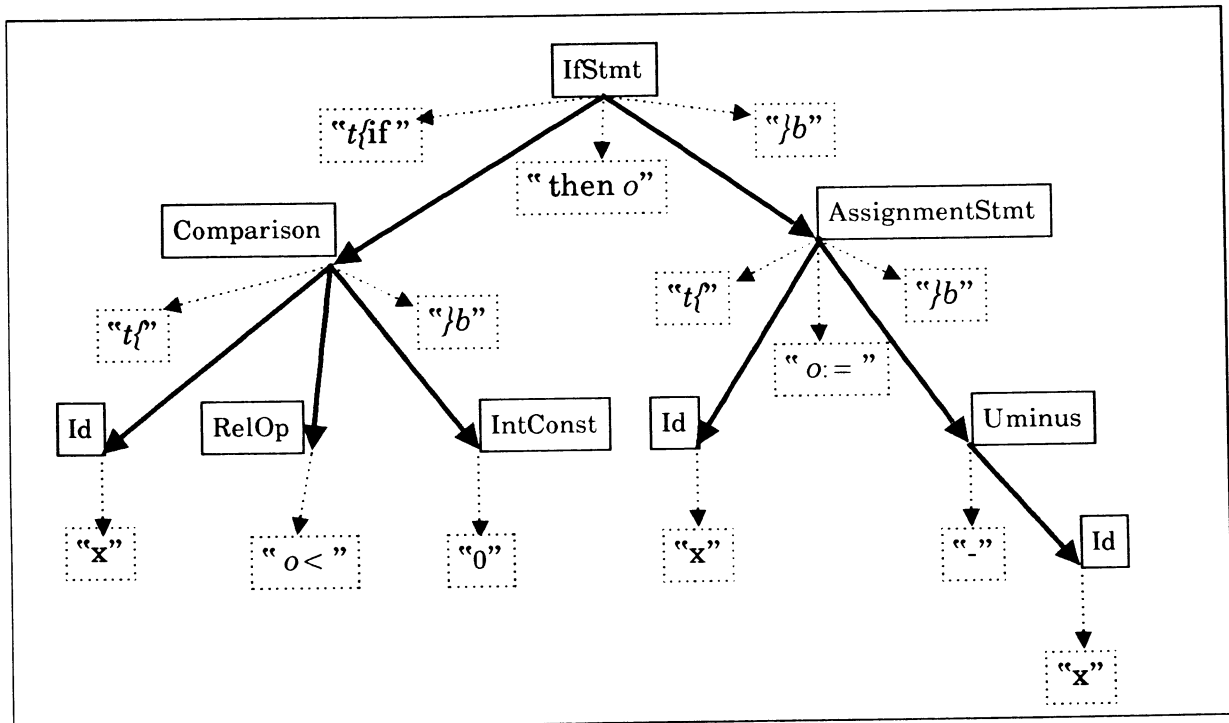 IfStmt
“t{if ”
“}b”
“ then o”
Comparison
AssignmentStmt
“t{”
“}b”
“t{”
“}b”
“ o:= ”
Id
RelOp
IntConst
Id
Uminus
“x”
“ o< ”
“0”
“x”
“-”
Id
“x”